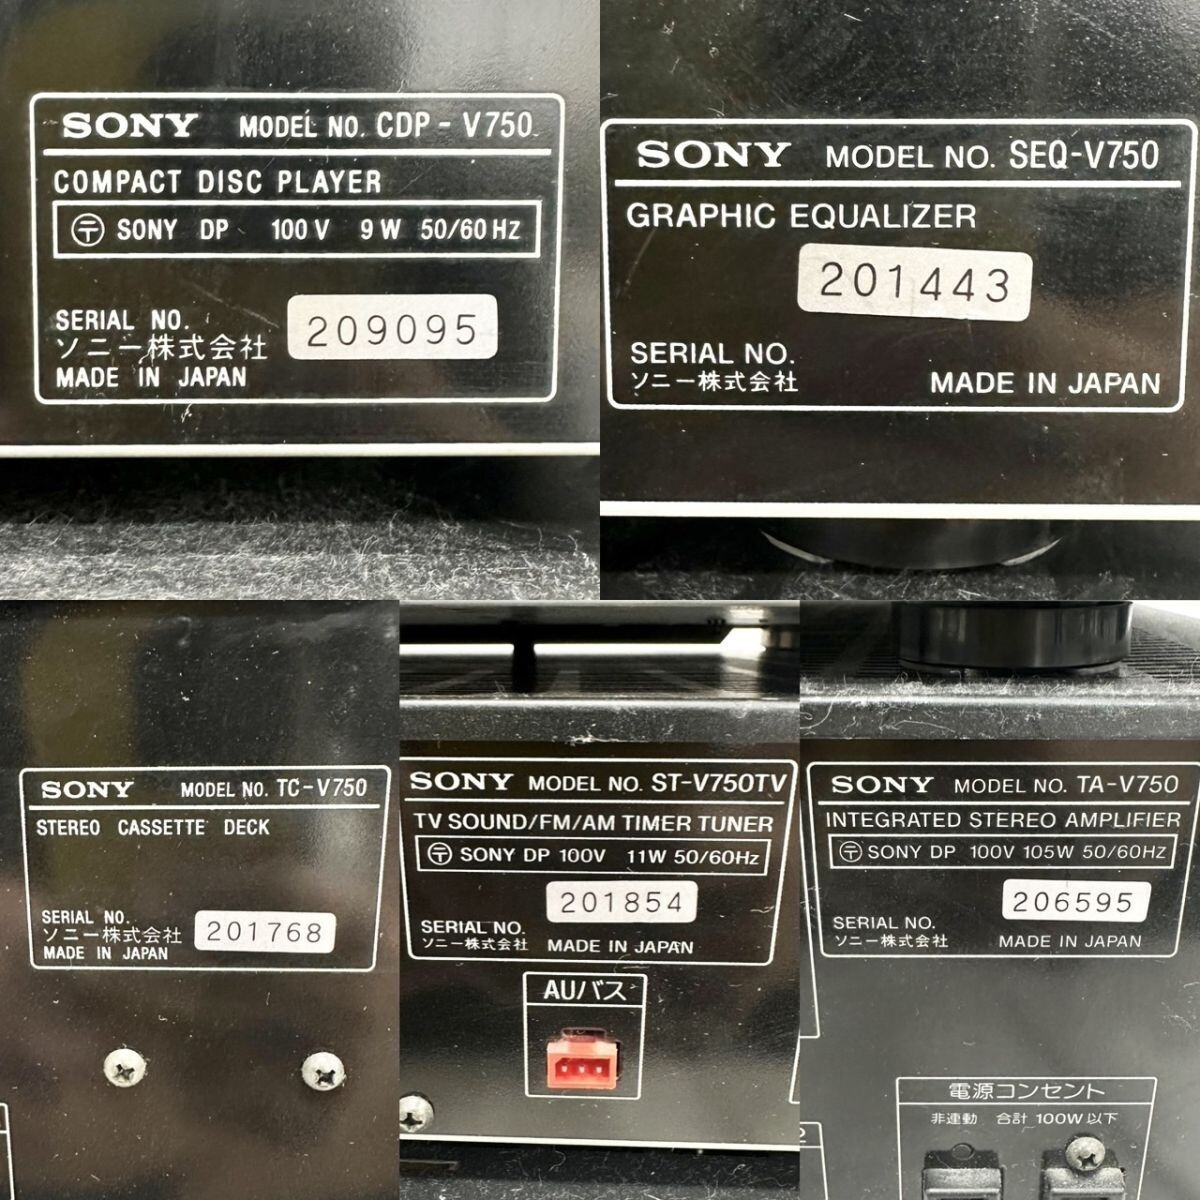 SONY MODEL NO. CDP-V750
COMPACT DISC PLAYER
〒 SONY DP 100V 9W 50/60Hz
SERIAL NO. 209095
ソニー株式会社
MADE IN JAPAN
SONY MODEL NO. SEQ-V750
GRAPHIC EQUALIZER
201443
SERIAL NO.
ソニー株式会社 MADE IN JAPAN
SONY MODEL NO. TC-V750
STEREO CASSETTE DECK
SERIAL NO. 201768
ソニー株式会社
MADE IN JAPAN
SONY MODEL NO. ST-V750TV
TV SOUND/FM/AM TIMER TUNER
〒 SONY DP 100V 11W 50/60Hz
201854
SERIAL NO.
ソニー株式会社 MADE IN JAPAN
AUバス
SONY MODEL NO. TA-V750
INTEGRATED STEREO AMPLIFIER
〒 SONY DP 100V 105W 50/60Hz
206595
SERIAL NO.
ソニー株式会社 MADE IN JAPAN
電源コンセント
非連動 合計 100W以下
2